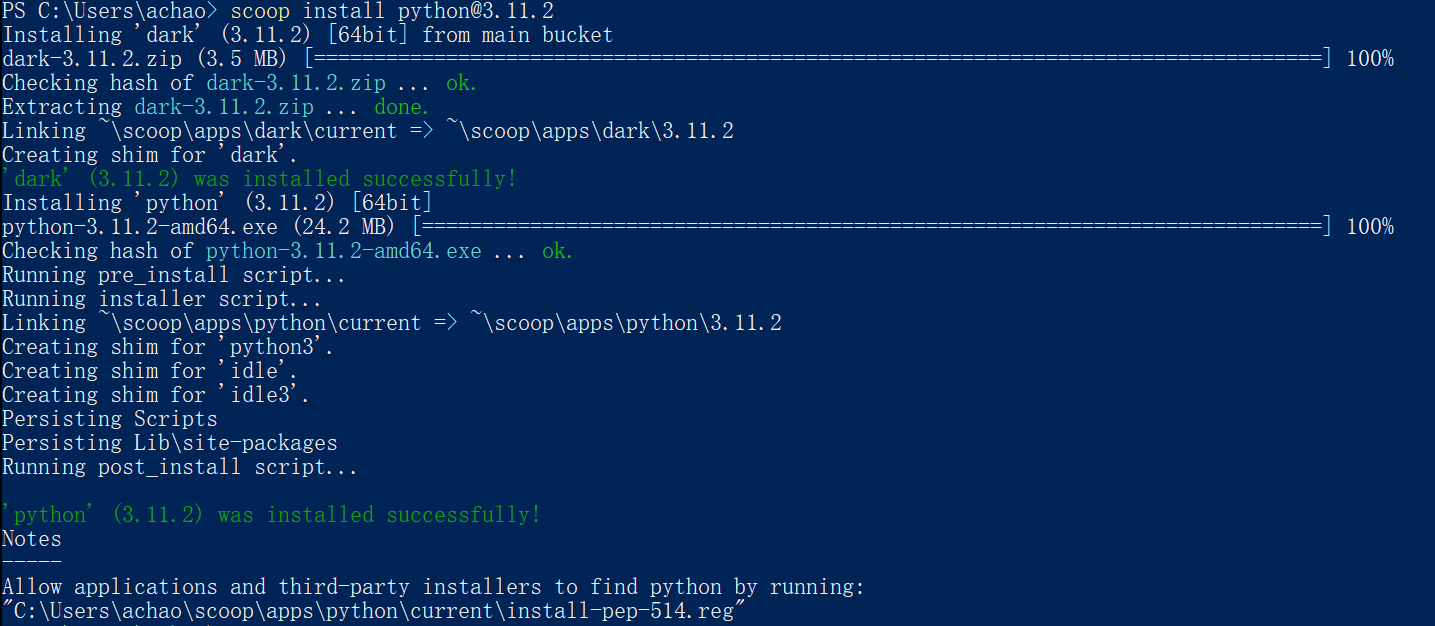 PS C:\Users\achao> scoop install python@3.11.2
Installing 'dark' (3.11.2) [64bit] from main bucket
dark-3.11.2.zip (3.5 MB) [====================================================================================] 100%
Checking hash of dark-3.11.2.zip ... ok.
Extracting dark-3.11.2.zip ... done.
Linking ~\scoop\apps\dark\current => ~\scoop\apps\dark\3.11.2
Creating shim for 'dark'.
'dark' (3.11.2) was installed successfully!
Installing 'python' (3.11.2) [64bit]
python-3.11.2-amd64.exe (24.2 MB) [===========================================================================] 100%
Checking hash of python-3.11.2-amd64.exe ... ok.
Running pre_install script...
Running installer script...
Linking ~\scoop\apps\python\current => ~\scoop\apps\python\3.11.2
Creating shim for 'python3'.
Creating shim for 'idle'.
Creating shim for 'idle3'.
Persisting Scripts
Persisting Lib\site-packages
Running post_install script...
'python' (3.11.2) was installed successfully!
Notes
-----
Allow applications and third-party installers to find python by running:
"C:\Users\achao\scoop\apps\python\current\install-pep-514.reg"